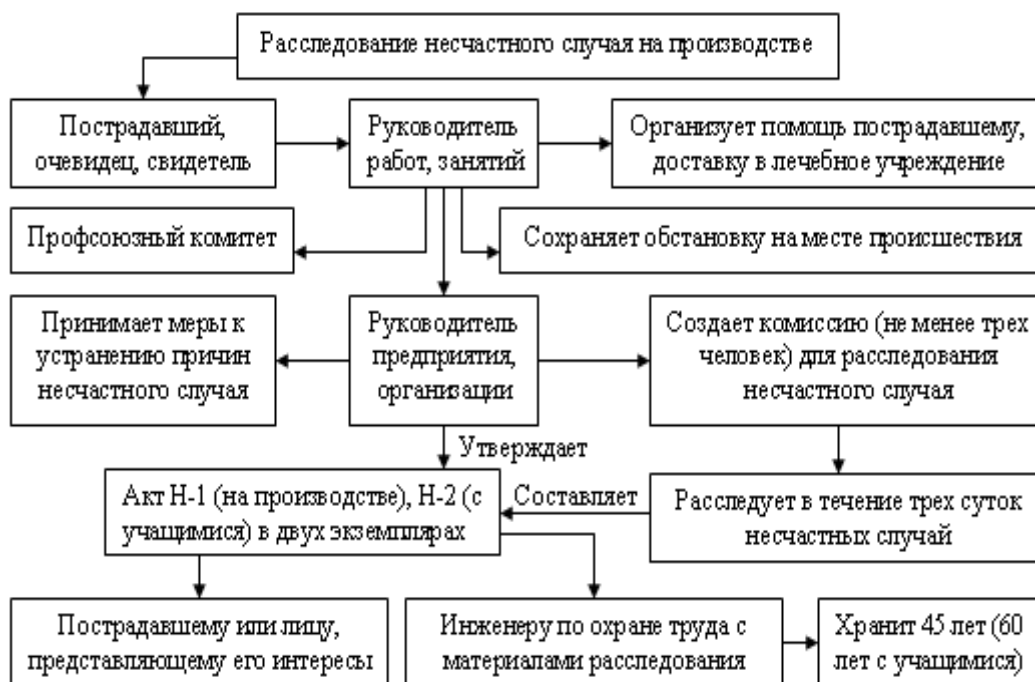 Расследование несчастного случая на производстве
Пострадавший,
очевидец, свидетель
Руководитель
работ, занятий
Организует помощь пострадавшему,
доставку в лечебное учреждение
Профсоюзный комитет
Сохраняет обстановку на месте происшествия
Принимает меры к
устранению причин
несчастного случая
Руководитель
предприятия,
организации
Создает комиссию (не менее трех
человек) для расследования
несчастного случая
Утверждает
Акт Н-1 (на производстве), Н-2 (с
учащимися) в двух экземплярах
Составляет
Расследует в течение трех суток
несчастных случай
Пострадавшему или лицу,
представляющему его интересы
Инженеру по охране труда с
материалами расследования
Хранит 45 лет (60
лет с учащимися)